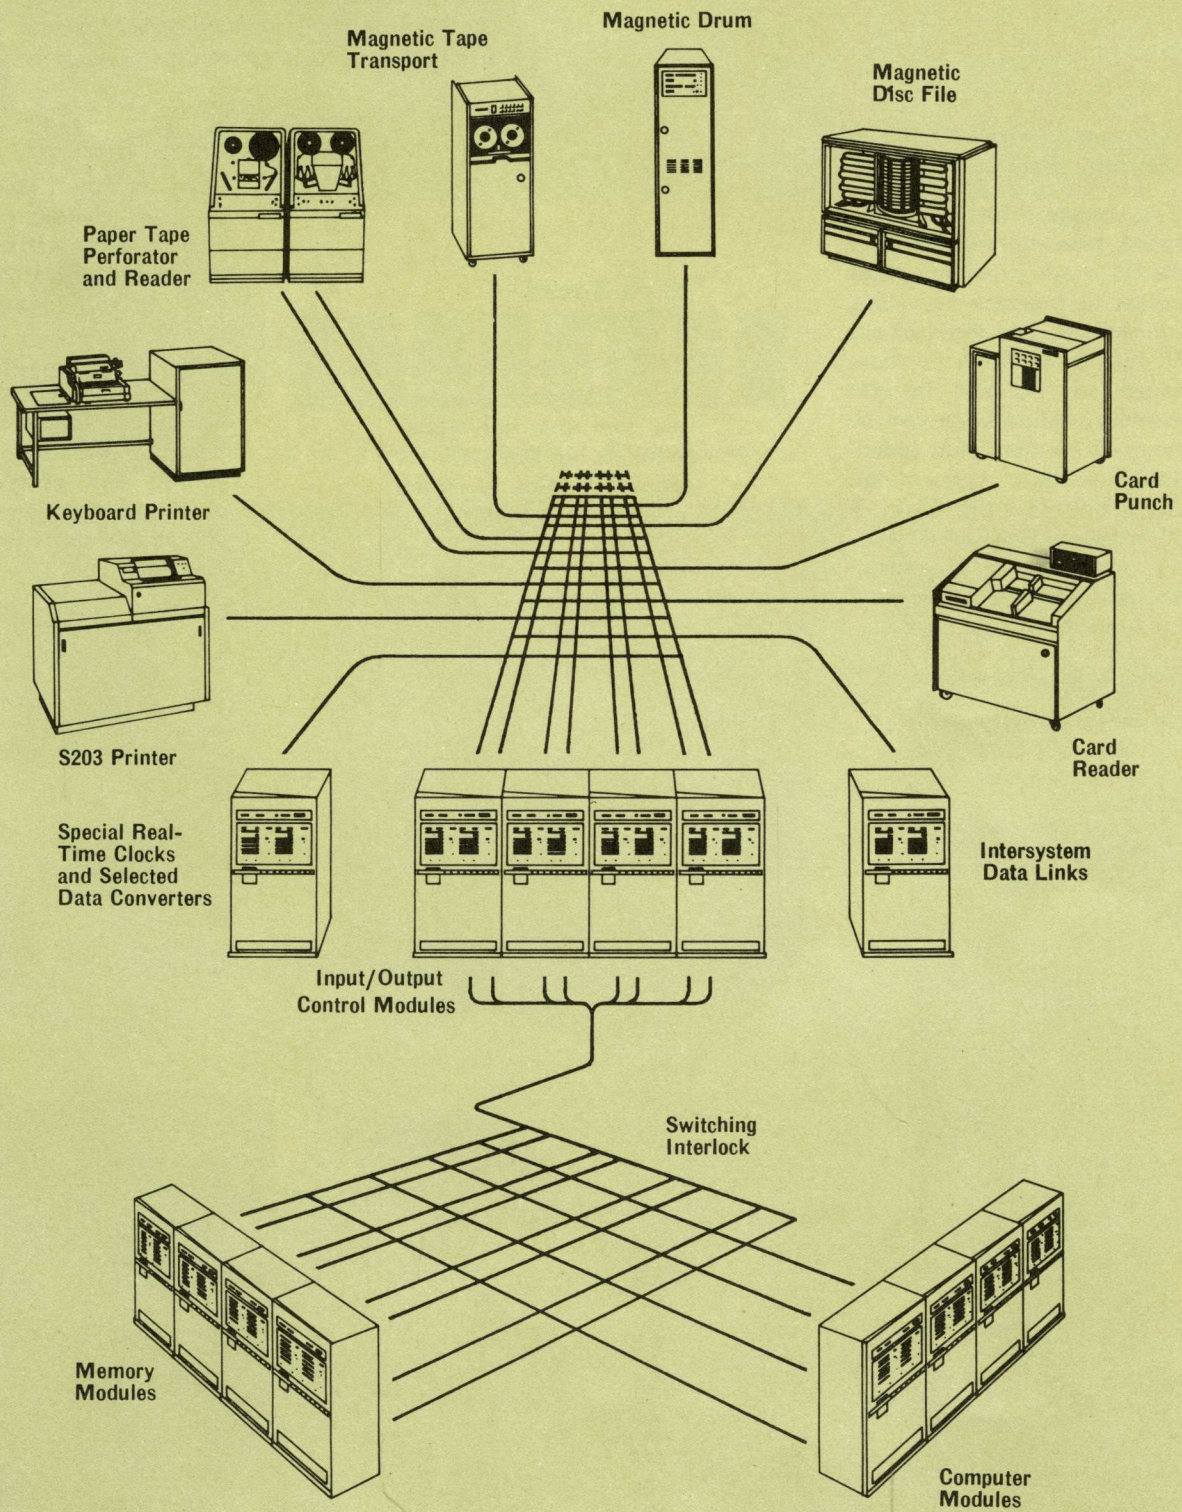 Magnetic Drum
Magnetic Tape
Transport
Magnetic
Disc File
Paper Tape
Perforator
and Reader
Keyboard Printer
Card
Punch
S203 Printer
Card
Reader
Special Real-
Time Clocks
and Selected
Data Converters
Intersystem
Data Links
Input/Output
Control Modules
Switching
Interlock
Memory
Modules
Computer
Modules